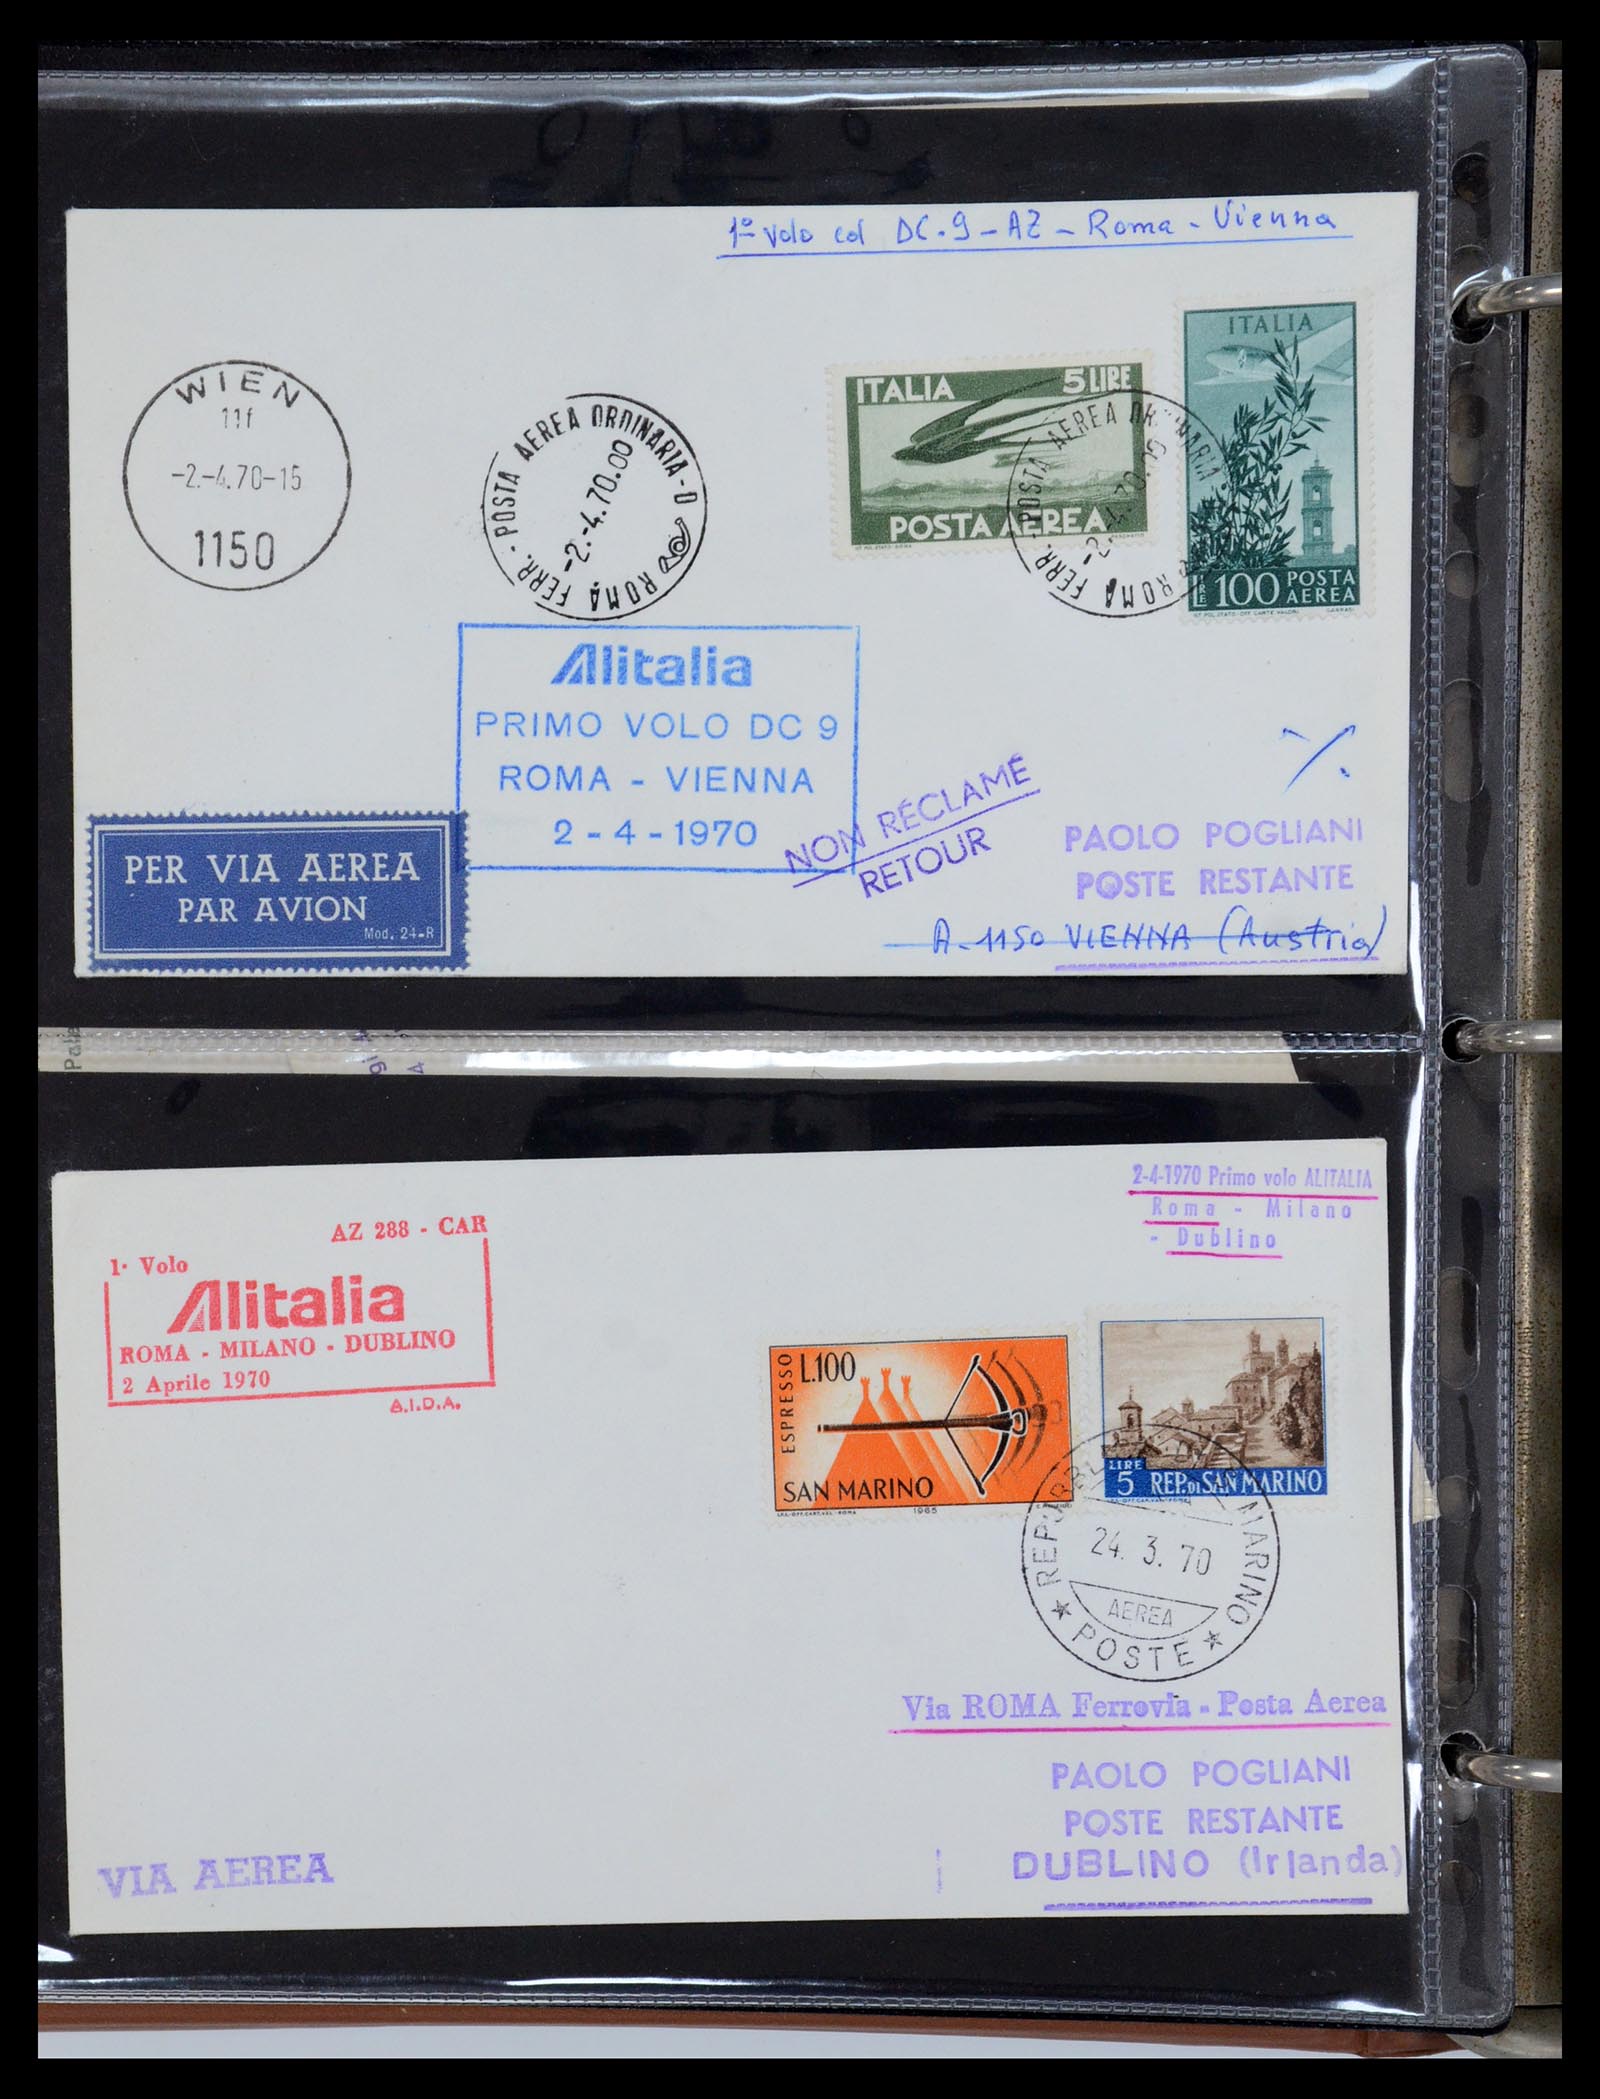 1º volo col DC-9-AZ-Roma-Vienna
ITALIA
5 LIRE
POSTA AEREA
ITALIA
LIRE 100 POSTA
AEREA
WIEN
11f
-2.-4.70-15
1150
FERR.-POSTA AEREA ORDINARIA-D
-2.-4.70.00
ROMA
Alitalia
PRIMO VOLO DC 9
ROMA - VIENNA
2 - 4 - 1970
NON RÉCLAMÉ
RETOUR
PER VIA AEREA
PAR AVION
Mod. 24-R
PAOLO POGLIANI
POSTE RESTANTE
A-1150 VIENNA (Austria)
2-4-1970 Primo volo ALITALIA
Roma - Milano
- Dublino
AZ 288 - CAR
1· Volo
Alitalia
ROMA - MILANO - DUBLINO
2 Aprile 1970
A.I.D.A.
ESPRESSO
L.100
SAN MARINO
1965
LIRE
5 REP. DI SAN MARINO
24. 3. 70
AEREA
★ POSTE ★
Via ROMA Ferrovia - Posta Aerea
PAOLO POGLIANI
POSTE RESTANTE
DUBLINO (Irlanda)
VIA AEREA